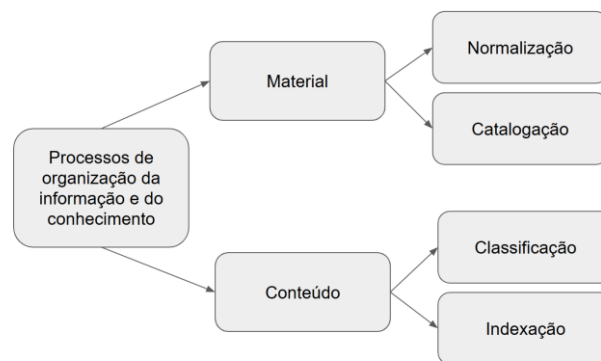 Processos de
organização da
informação e do
conhecimento
Material
Normalização
Catalogação
Conteúdo
Classificação
Indexação